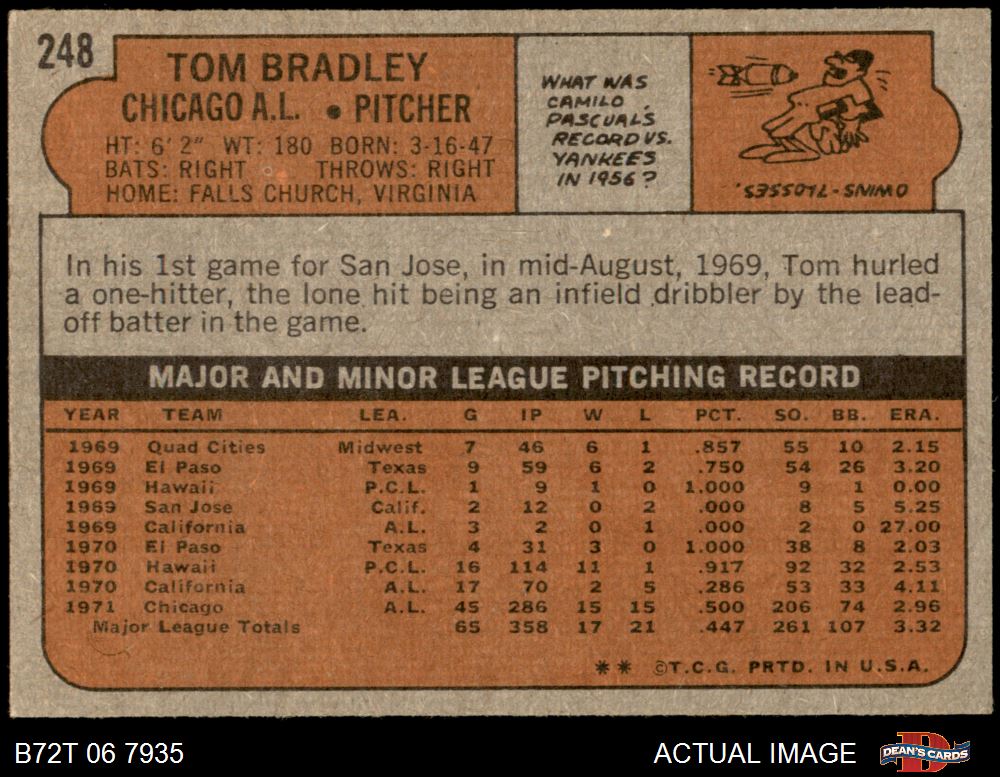 248
TOM BRADLEY
CHICAGO A.L. • PITCHER
HT: 6' 2" WT: 180 BORN: 3-16-47
BATS: RIGHT THROWS: RIGHT
HOME: FALLS CHURCH, VIRGINIA
WHAT WAS
CAMILO
PASCUAL'S
RECORD VS.
YANKEES
IN 1956?
0 WINS-7 LOSSES.
In his 1st game for San Jose, in mid-August, 1969, Tom hurled
a one-hitter, the lone hit being an infield dribbler by the lead-
off batter in the game.
MAJOR AND MINOR LEAGUE PITCHING RECORD
YEAR TEAM LEA. G IP W L PCT. SO. BB. ERA.
1969 Quad Cities Midwest 7 46 6 1 .857 55 10 2.15
1969 El Paso Texas 9 59 6 2 .750 54 26 3.20
1969 Hawaii P.C.L. 1 9 1 0 1.000 9 1 0.00
1969 San Jose Calif. 2 12 0 2 .000 8 5 5.25
1969 California A.L. 3 2 0 1 .000 2 0 27.00
1970 El Paso Texas 4 31 3 0 1.000 38 8 2.03
1970 Hawaii P.C.L. 16 114 11 1 .917 92 32 2.53
1970 California A.L. 17 70 2 5 .286 53 33 4.11
1971 Chicago A.L. 45 286 15 15 .500 206 74 2.96
Major League Totals 65 358 17 21 .447 261 107 3.32
** ©T.C.G. PRTD. IN U.S.A.
B72T 06 7935
ACTUAL IMAGE
DEAN'S CARDS